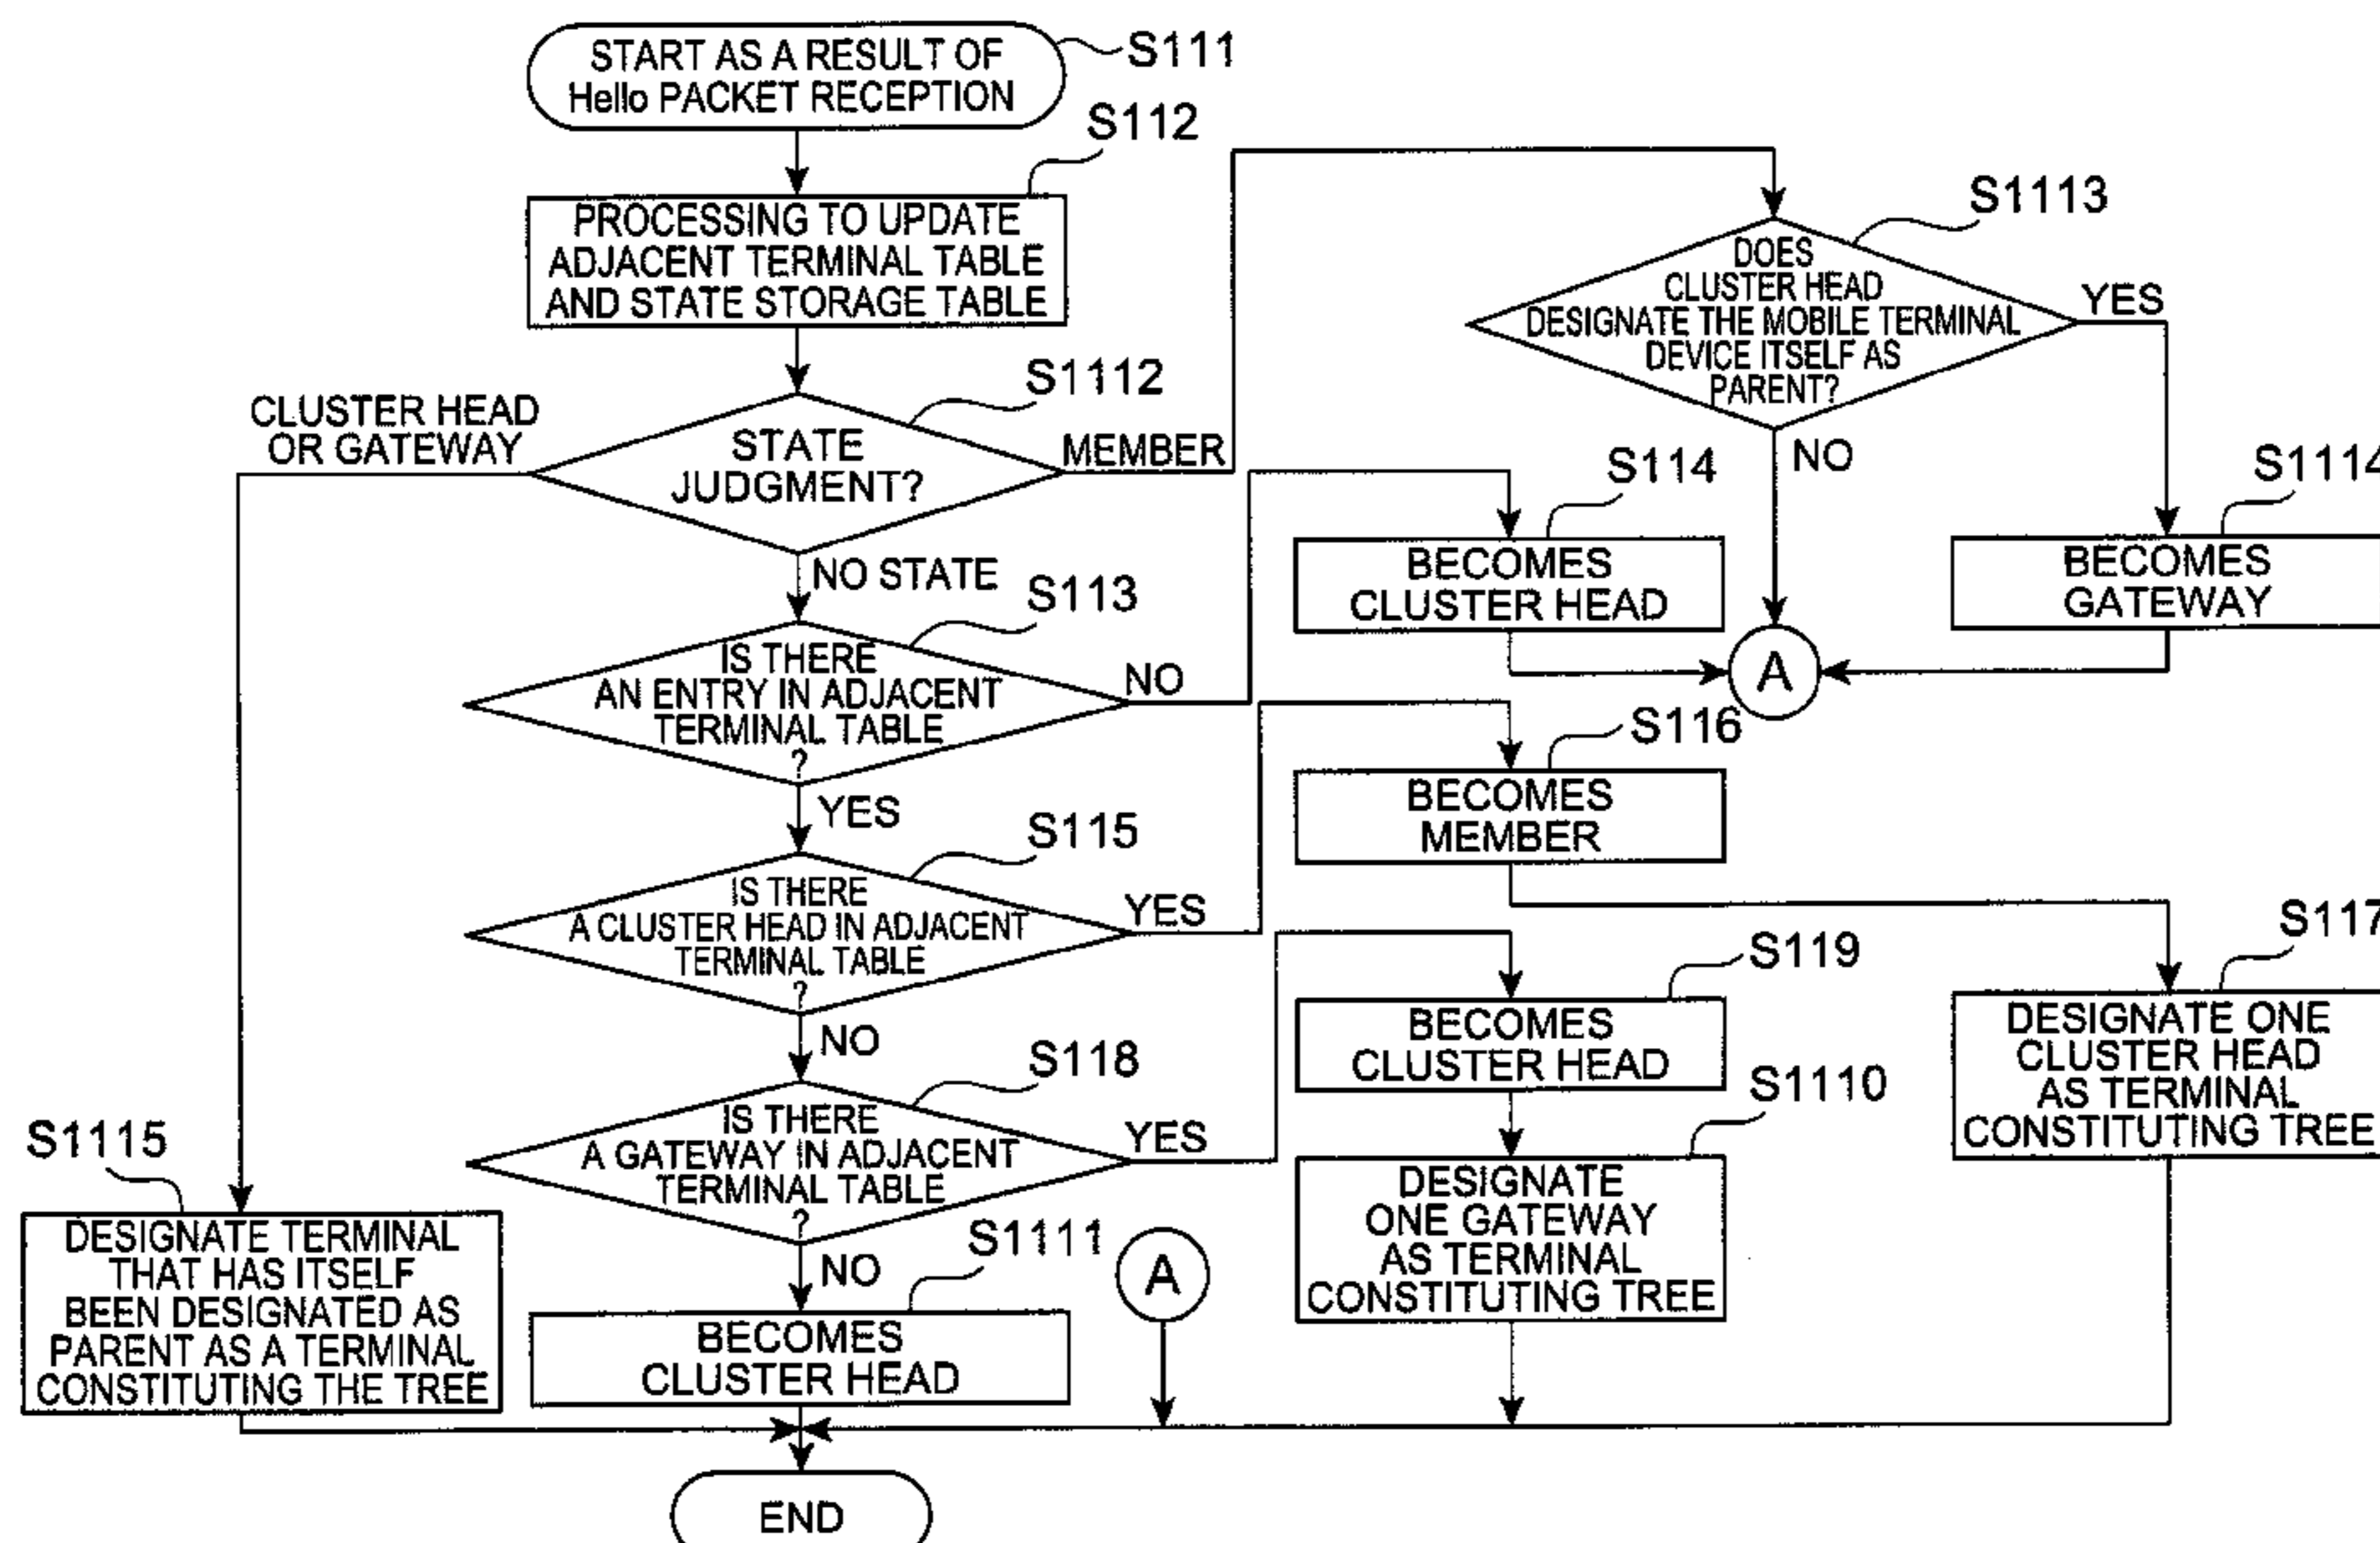 START AS A RESULT OF
Hello PACKET RECEPTION
S111
S112
PROCESSING TO UPDATE
ADJACENT TERMINAL TABLE
AND STATE STORAGE TABLE
S1112
CLUSTER HEAD
OR GATEWAY
STATE
JUDGMENT?
MEMBER
NO STATE
S1113
DOES
CLUSTER HEAD
DESIGNATE THE MOBILE TERMINAL
DEVICE ITSELF AS
PARENT?
YES
NO
S1114
BECOMES
GATEWAY
S114
BECOMES
CLUSTER HEAD
A
S113
IS THERE
AN ENTRY IN ADJACENT
TERMINAL TABLE
?
NO
YES
S116
BECOMES
MEMBER
S115
IS THERE
A CLUSTER HEAD IN ADJACENT
TERMINAL TABLE
?
YES
NO
S117
DESIGNATE ONE
CLUSTER HEAD
AS TERMINAL
CONSTITUTING TREE
S119
BECOMES
CLUSTER HEAD
S118
IS THERE
A GATEWAY IN ADJACENT
TERMINAL TABLE
?
YES
NO
S1110
DESIGNATE
ONE GATEWAY
AS TERMINAL
CONSTITUTING TREE
S1115
DESIGNATE TERMINAL
THAT HAS ITSELF
BEEN DESIGNATED AS
PARENT AS A TERMINAL
CONSTITUTING THE TREE
S1111
BECOMES
CLUSTER HEAD
A
END